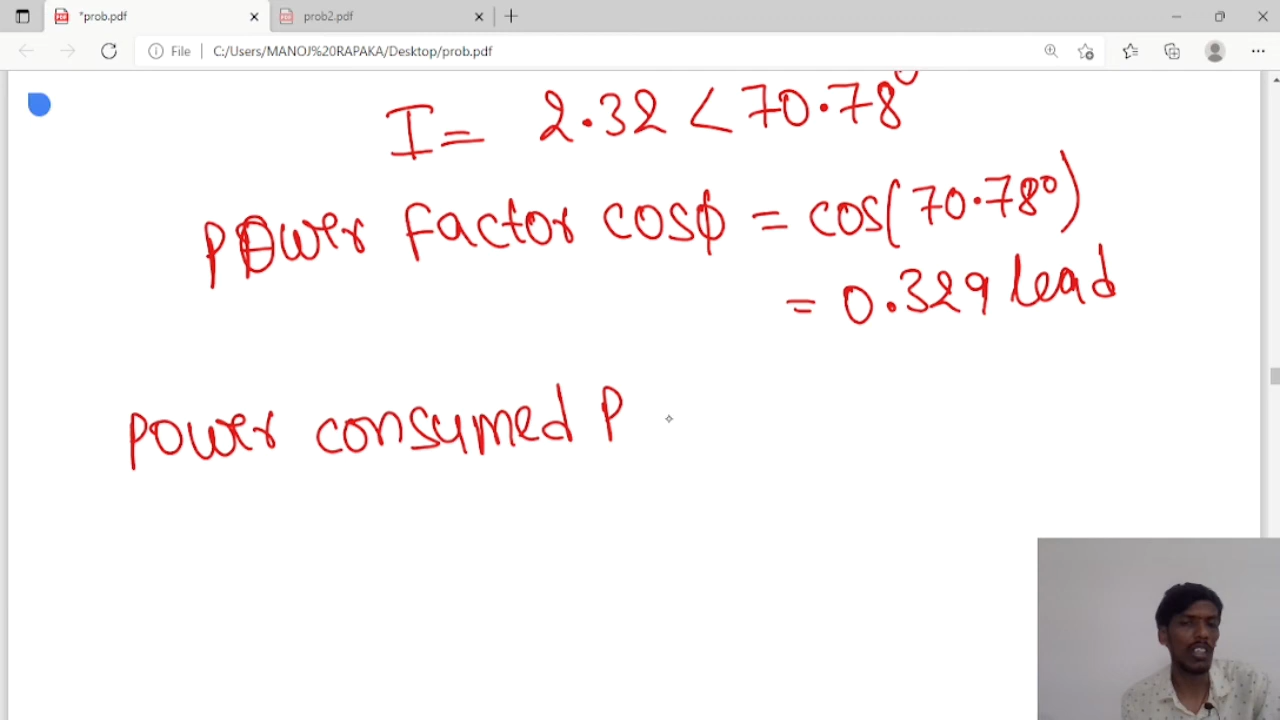 *prob.pdf
prob2.pdf
File
C:/Users/MANOJ%20RAPAKA/Desktop/prob.pdf
I = 2.32 < 70.78°
Power Factor cosφ = cos(70.78°)
= 0.329 lead
Power consumed P